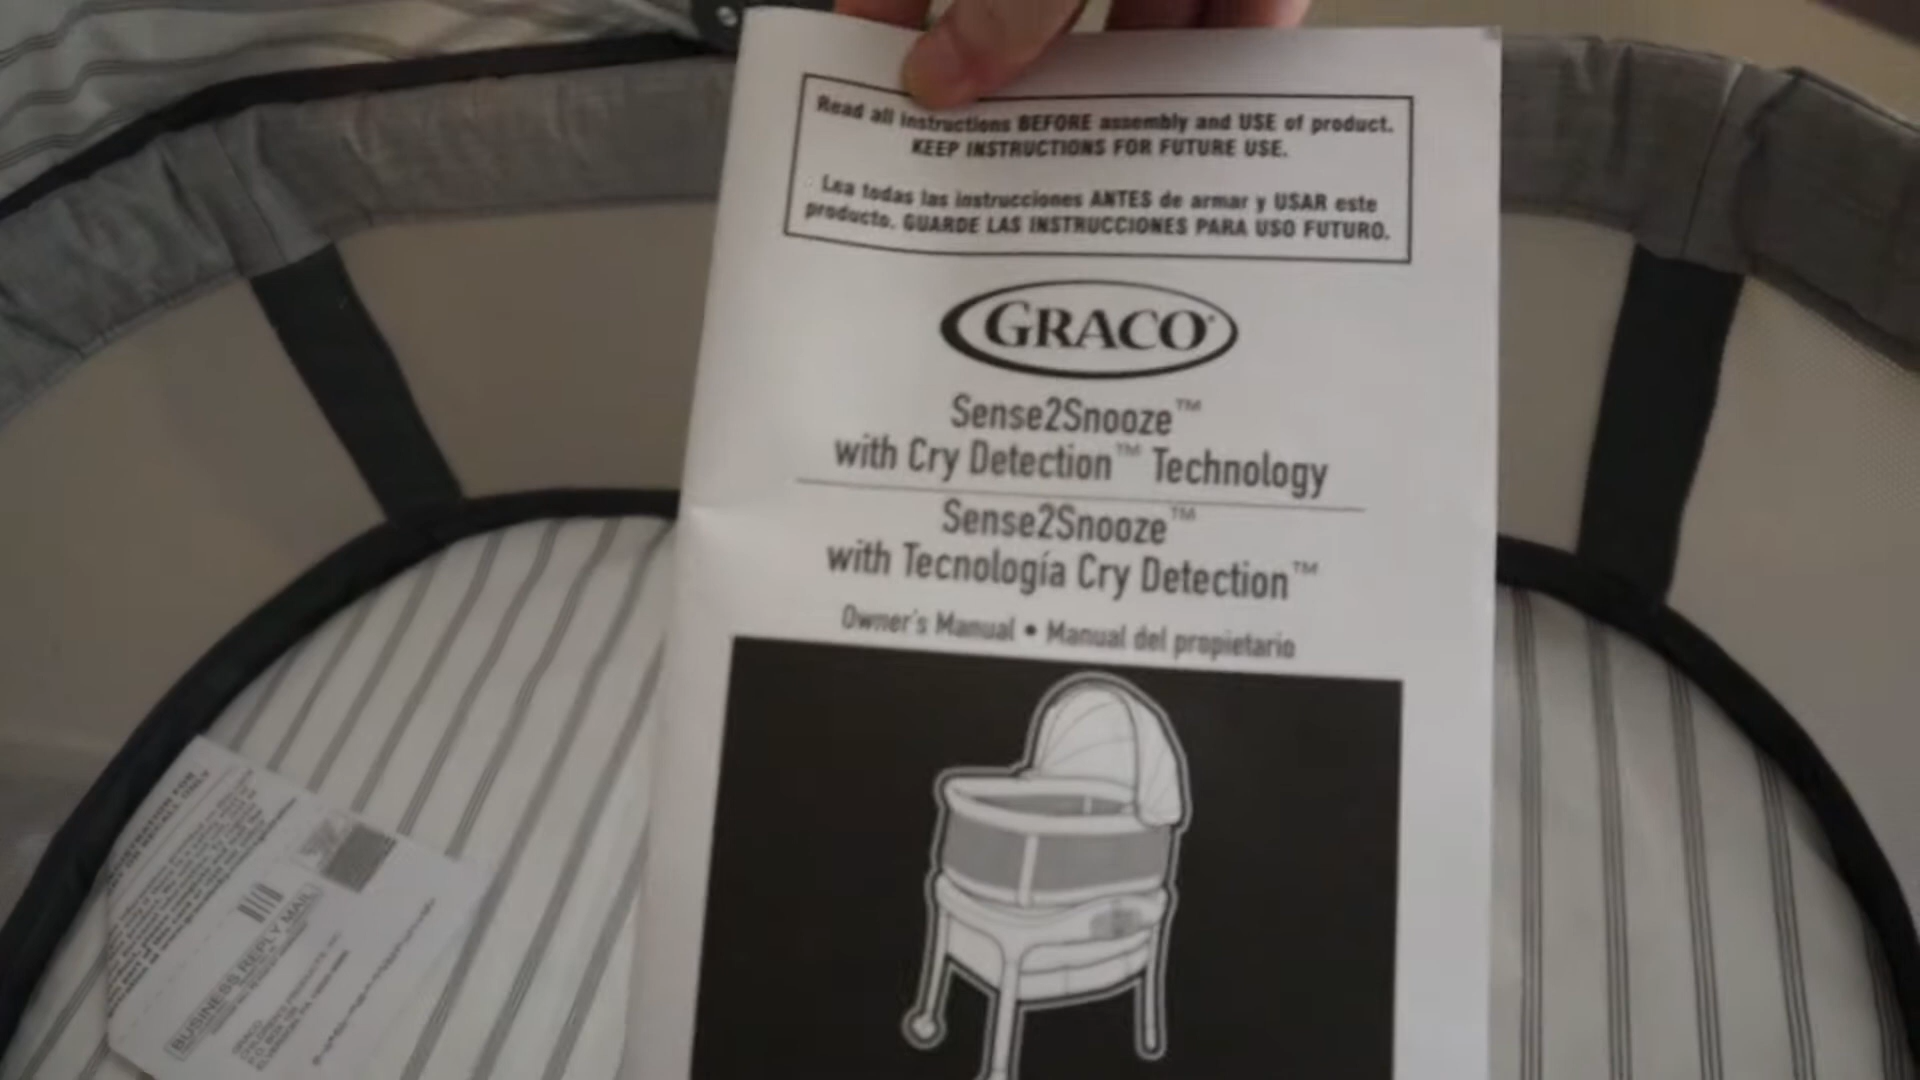 Read all instructions BEFORE assembly and USE of product.
KEEP INSTRUCTIONS FOR FUTURE USE.
Lea todas las instrucciones ANTES de armar y USAR este
producto. GUARDE LAS INSTRUCCIONES PARA USO FUTURO.
GRACO®
Sense2Snooze™
with Cry Detection™ Technology
Sense2Snooze™
with Tecnología Cry Detection™
Owner's Manual • Manual del propietario
BUSINESS REPLY MAIL
GRACO